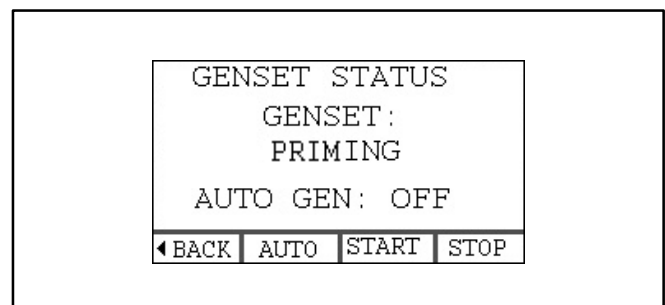 GENSET STATUS
GENSET:
PRIMING
AUTO GEN: OFF
◀BACK AUTO START STOP